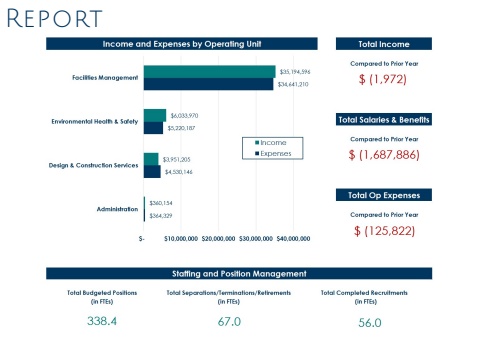 REPORT
Income and Expenses by Operating Unit
Total Income
Facilities Management
$35,194,596
$34,641,210
Compared to Prior Year
$ (1,972)
Environmental Health & Safety
$6,033,970
$5,220,187
Total Salaries & Benefits
Compared to Prior Year
$ (1,687,886)
Income
Expenses
Design & Construction Services
$3,951,205
$4,530,146
Total Op Expenses
Compared to Prior Year
$ (125,822)
Administration
$360,154
$364,329
$- $10,000,000 $20,000,000 $30,000,000 $40,000,000
Staffing and Position Management
Total Budgeted Positions
(in FTEs)
338.4
Total Separations/Terminations/Retirements
(in FTEs)
67.0
Total Completed Recruitments
(in FTEs)
56.0